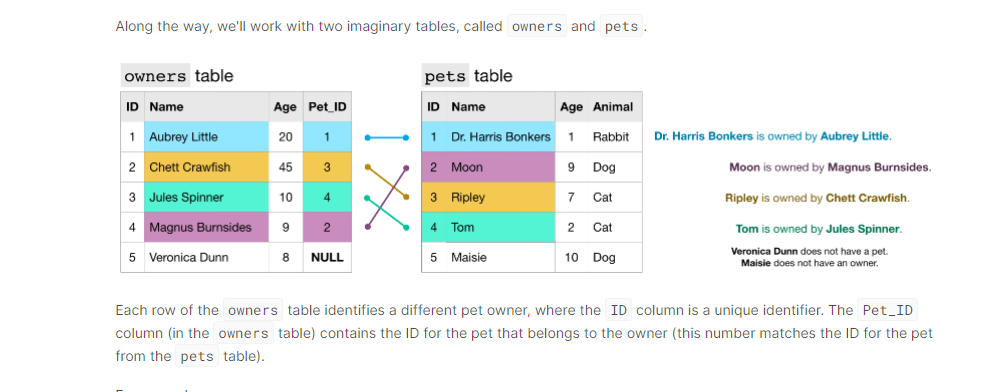 Along the way, we'll work with two imaginary tables, called owners and pets .
owners table
ID Name Age Pet_ID
1 Aubrey Little 20 1
2 Chett Crawfish 45 3
3 Jules Spinner 10 4
4 Magnus Burnsides 9 2
5 Veronica Dunn 8 NULL
pets table
ID Name Age Animal
1 Dr. Harris Bonkers 1 Rabbit
2 Moon 9 Dog
3 Ripley 7 Cat
4 Tom 2 Cat
5 Maisie 10 Dog
Dr. Harris Bonkers is owned by Aubrey Little.
Moon is owned by Magnus Burnsides.
Ripley is owned by Chett Crawfish.
Tom is owned by Jules Spinner.
Veronica Dunn does not have a pet.
Maisie does not have an owner.
Each row of the owners table identifies a different pet owner, where the ID column is a unique identifier. The Pet_ID
column (in the owners table) contains the ID for the pet that belongs to the owner (this number matches the ID for the pet
from the pets table).